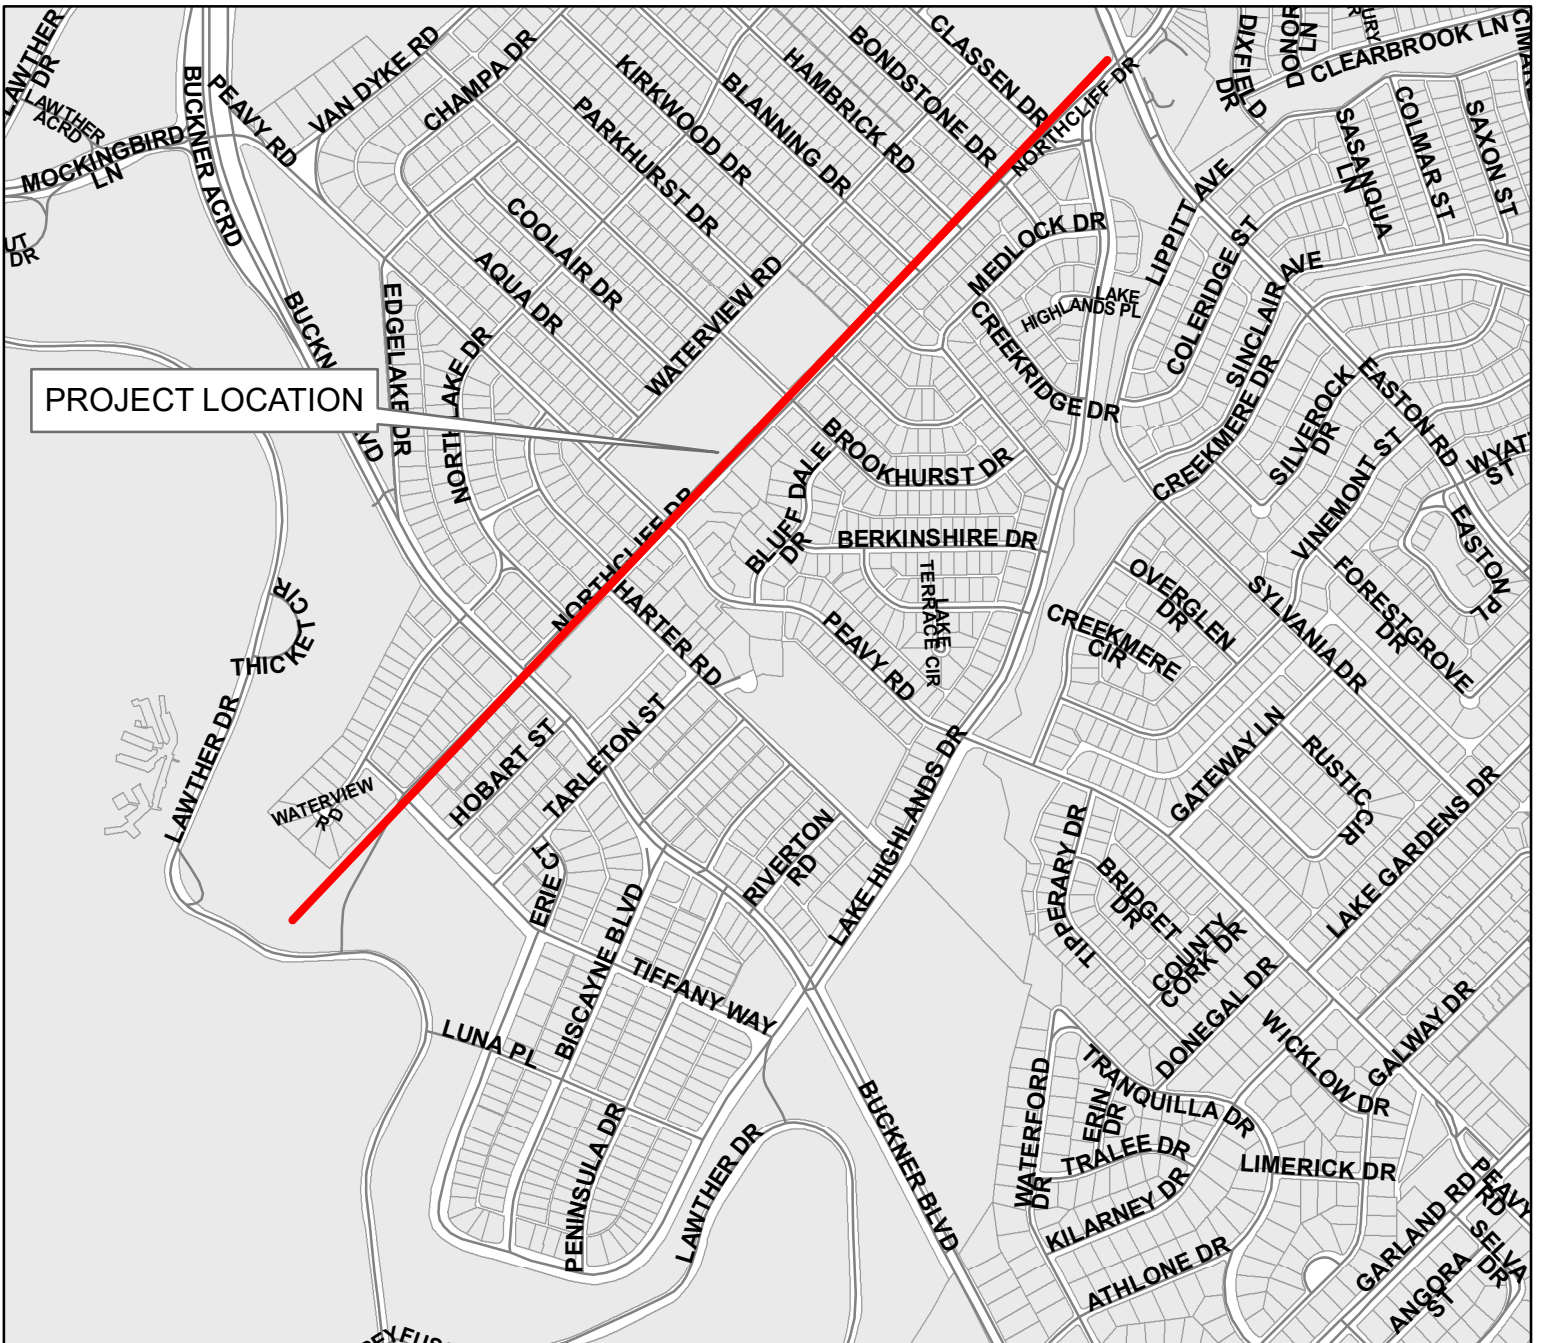 LAWTHER
DR
LAWTHER
ACRD
MOCKINGBIRD
LN
BUCKNER ACRD
PEAVY RD
VAN DYKE RD
CHAMPA DR
KIRKWOOD DR
PARKHURST DR
BLANNING DR
HAMBRICK RD
BONDSTONE DR
CLASSEN DR
NORTHCLIFF DR
DIXFIELD
DR
LN
CLEARBROOK LN
SASANQUA
LN
COLMAR ST
SAXON ST
UT
DR
COOLAIR DR
AQUA DR
WATERVIEW RD
MEDLOCK DR
LIPPITT AVE
COLERIDGE ST
SINCLAIR AVE
LAKE
HIGHLANDS PL
CREEKRIDGE DR
EDGELAKE DR
PROJECT LOCATION
BROOKHURST DR
BLUFF DALE
DR
BERKINSHIRE DR
CREEKMERE DR
SILVEROCK
DR
EASTON RD
VINEMONT ST
EASTON PL
NORTHCLIFF DR
HARTER RD
TERRACE CIR
LAKE
PEAVY RD
OVERGLEN
DR
CREEKMERE
CIR
SYLVANIA DR
FORESTGROVE
DR
THICKET CIR
LAWTHER DR
WATERVIEW
RD
HOBART ST
TARLETON ST
ERIE CT
RIVERTON
RD
LAKE HIGHLANDS DR
GATEWAY LN
RUSTIC CIR
LAKE GARDENS DR
TIPPERARY DR
BRIDGET
DR
COUNTY
CORK DR
BISCAYNE BLVD
TIFFANY WAY
LUNA PL
DONEGAL DR
WICKLOW DR
GALWAY DR
PENINSULA DR
LAWTHER DR
BUCKNER BLVD
WATERFORD
DR
TRANQUILLA DR
ERIN
DR
TRALEE DR
LIMERICK DR
KILARNEY DR
ATHLONE DR
GARLAND RD
PEAVY
RD
SELVA
DR
ANGORA
ST